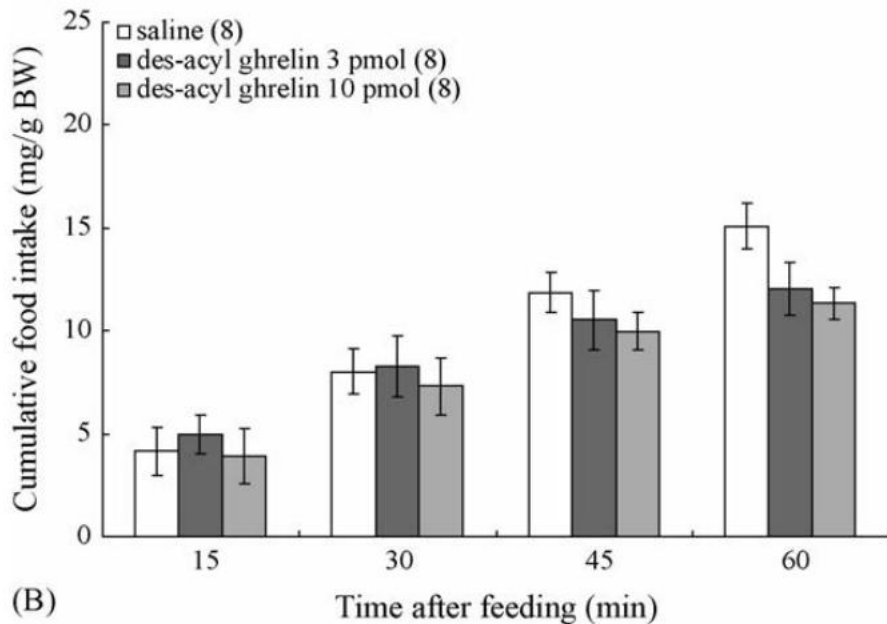 Cumulative food intake (mg/g BW)
25
20
15
10
5
0
saline (8)
des-acyl ghrelin 3 pmol (8)
des-acyl ghrelin 10 pmol (8)
15 30 45 60
(B)
Time after feeding (min)